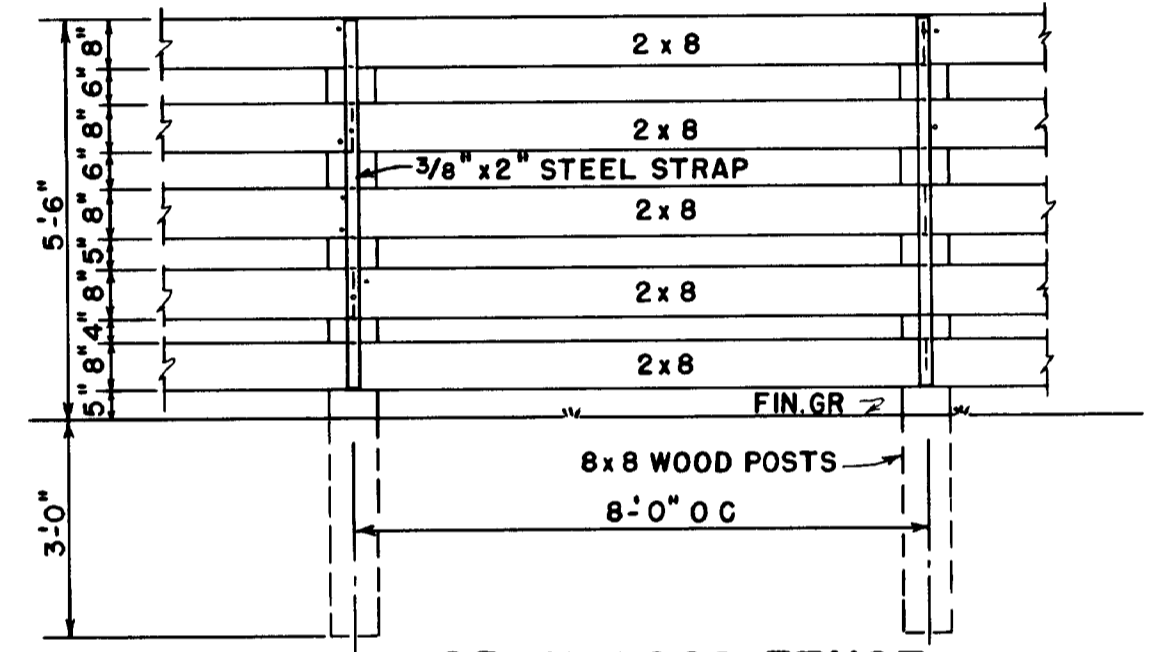 2 x 8
2 x 8
3/8" x 2" STEEL STRAP
2 x 8
2 x 8
2 x 8
FIN. GR
8 x 8 WOOD POSTS
8-'0" O C
5-'6"
8"
6"
8"
6"
8"
5"
8"
4"
8"
5"
3-'0"